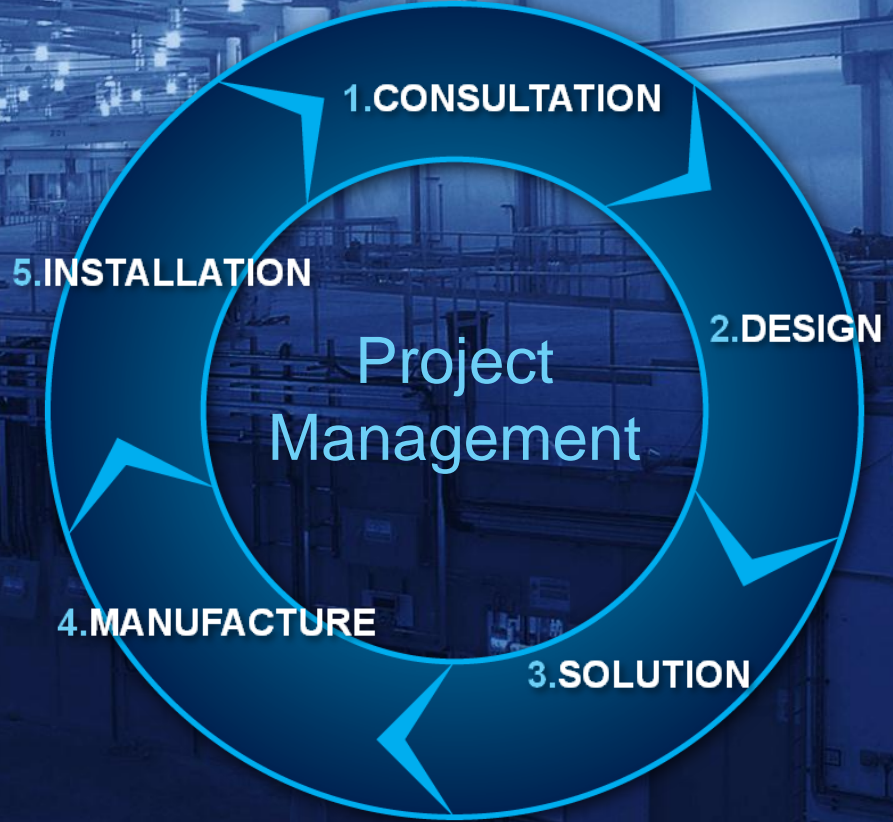 1.CONSULTATION
2.DESIGN
3.SOLUTION
4.MANUFACTURE
5.INSTALLATION
Project
Management